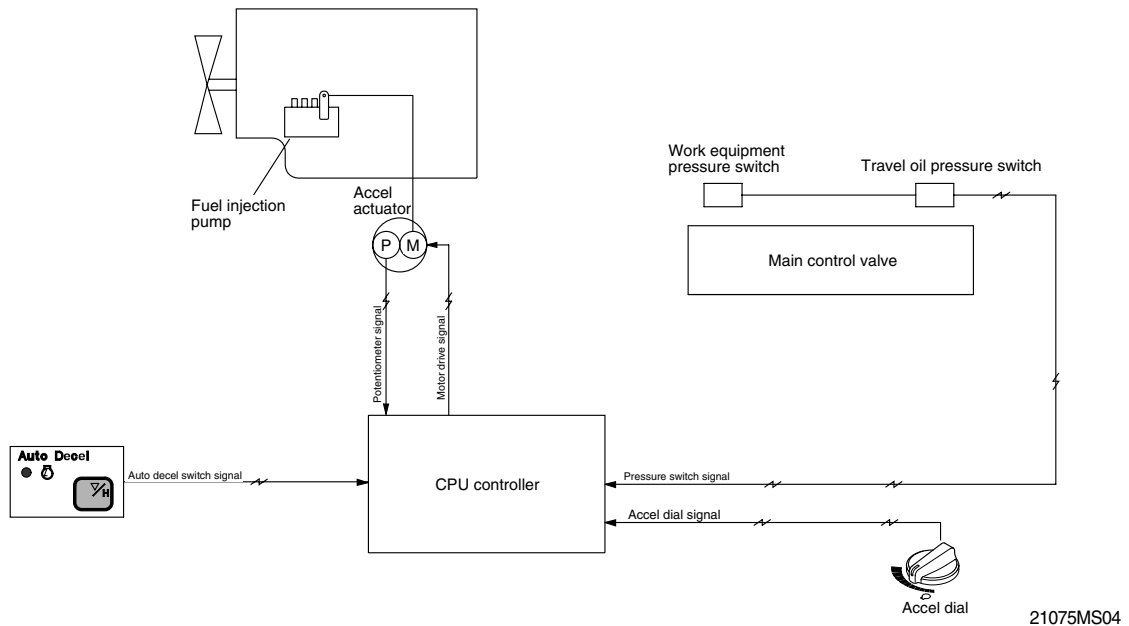 Work equipment
pressure switch
Travel oil pressure switch
Fuel injection
pump
Accel
actuator
P
M
Main control valve
Potentiometer signal
Motor drive signal
Auto Decel
H
Auto decel switch signal
CPU controller
Pressure switch signal
Accel dial signal
Accel dial
21075MS04